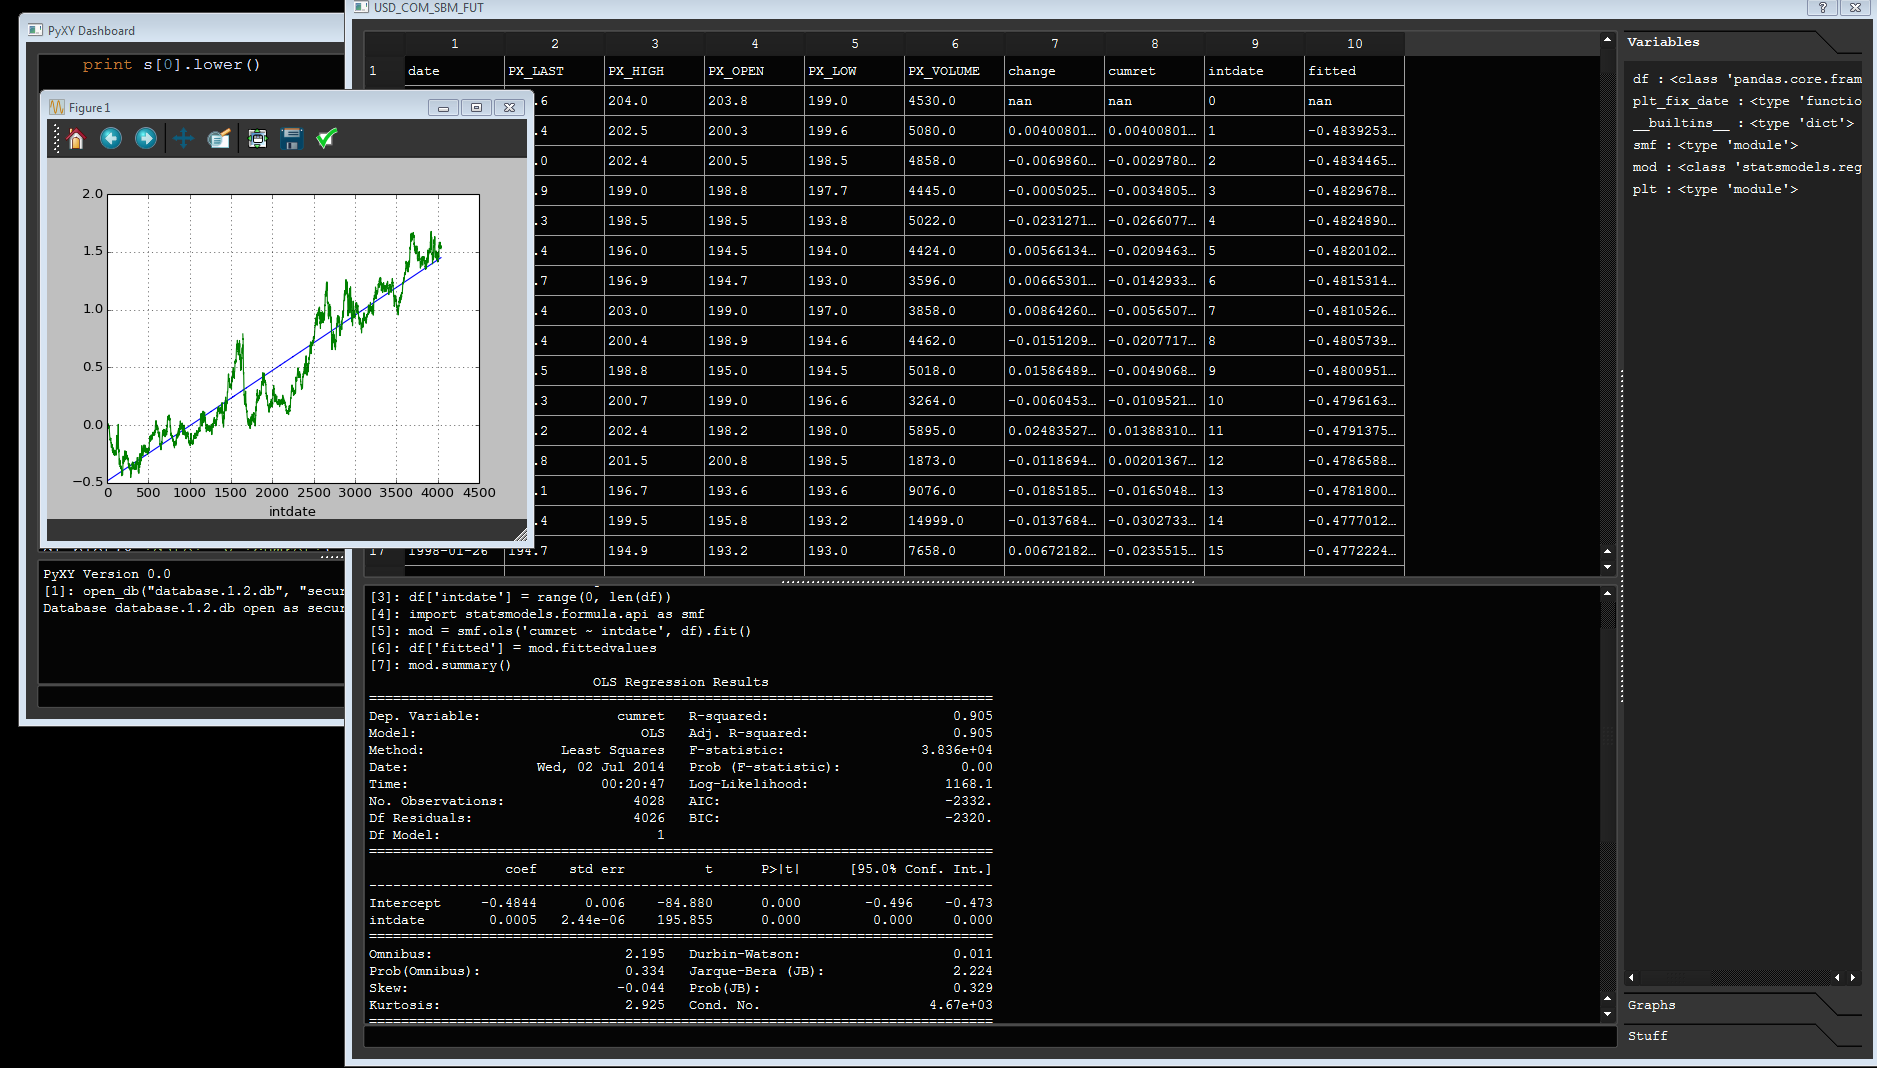 PyXY Dashboard
print s[0].lower()
Figure 1
2.0
1.5
1.0
0.5
0.0
−0.5
0 500 1000 1500 2000 2500 3000 3500 4000 4500
intdate
PyXY Version 0.0
[1]: open_db("database.1.2.db", "secur
Database database.1.2.db open as secur
USD_COM_SBM_FUT
1 2 3 4 5 6 7 8 9 10
1 date PX_LAST PX_HIGH PX_OPEN PX_LOW PX_VOLUME change cumret intdate fitted
.6 204.0 203.8 199.0 4530.0 nan nan 0 nan
.4 202.5 200.3 199.6 5080.0 0.00400801... 0.00400801... 1 -0.4839253...
.0 202.4 200.5 198.5 4858.0 -0.0069860... -0.0029780... 2 -0.4834465...
.9 199.0 198.8 197.7 4445.0 -0.0005025... -0.0034805... 3 -0.4829678...
.3 198.5 198.5 193.8 5022.0 -0.0231271... -0.0266077... 4 -0.4824890...
.4 196.0 194.5 194.0 4424.0 0.00566134... -0.0209463... 5 -0.4820102...
.7 196.9 194.7 193.0 3596.0 0.00665301... -0.0142933... 6 -0.4815314...
.4 203.0 199.0 197.0 3858.0 0.00864260... -0.0056507... 7 -0.4810526...
.4 200.4 198.9 194.6 4462.0 -0.0151209... -0.0207717... 8 -0.4805739...
.5 198.8 195.0 194.5 5018.0 0.01586489... -0.0049068... 9 -0.4800951...
.3 200.7 199.0 196.6 3264.0 -0.0060453... -0.0109521... 10 -0.4796163...
.2 202.4 198.2 198.0 5895.0 0.02483527... 0.01388310... 11 -0.4791375...
.8 201.5 200.8 198.5 1873.0 -0.0118694... 0.00201367... 12 -0.4786588...
.1 196.7 193.6 193.6 9076.0 -0.0185185... -0.0165048... 13 -0.4781800...
.4 199.5 195.8 193.2 14999.0 -0.0137684... -0.0302733... 14 -0.4777012...
17 1998-01-26 194.7 194.9 193.2 193.0 7658.0 0.00672182... -0.0235515... 15 -0.4772224...
[3]: df['intdate'] = range(0, len(df))
[4]: import statsmodels.formula.api as smf
[5]: mod = smf.ols('cumret ~ intdate', df).fit()
[6]: df['fitted'] = mod.fittedvalues
[7]: mod.summary()
OLS Regression Results
==============================================================================
Dep. Variable: cumret R-squared: 0.905
Model: OLS Adj. R-squared: 0.905
Method: Least Squares F-statistic: 3.836e+04
Date: Wed, 02 Jul 2014 Prob (F-statistic): 0.00
Time: 00:20:47 Log-Likelihood: 1168.1
No. Observations: 4028 AIC: -2332.
Df Residuals: 4026 BIC: -2320.
Df Model: 1
==============================================================================
coef std err t P>|t| [95.0% Conf. Int.]
------------------------------------------------------------------------------
Intercept -0.4844 0.006 -84.880 0.000 -0.496 -0.473
intdate 0.0005 2.44e-06 195.855 0.000 0.000 0.000
==============================================================================
Omnibus: 2.195 Durbin-Watson: 0.011
Prob(Omnibus): 0.334 Jarque-Bera (JB): 2.224
Skew: -0.044 Prob(JB): 0.329
Kurtosis: 2.925 Cond. No. 4.67e+03
==============================================================================
Variables
df : <class 'pandas.core.fram
plt_fix_date : <type 'functio
__builtins__ : <type 'dict'>
smf : <type 'module'>
mod : <class 'statsmodels.reg
plt : <type 'module'>
Graphs
Stuff